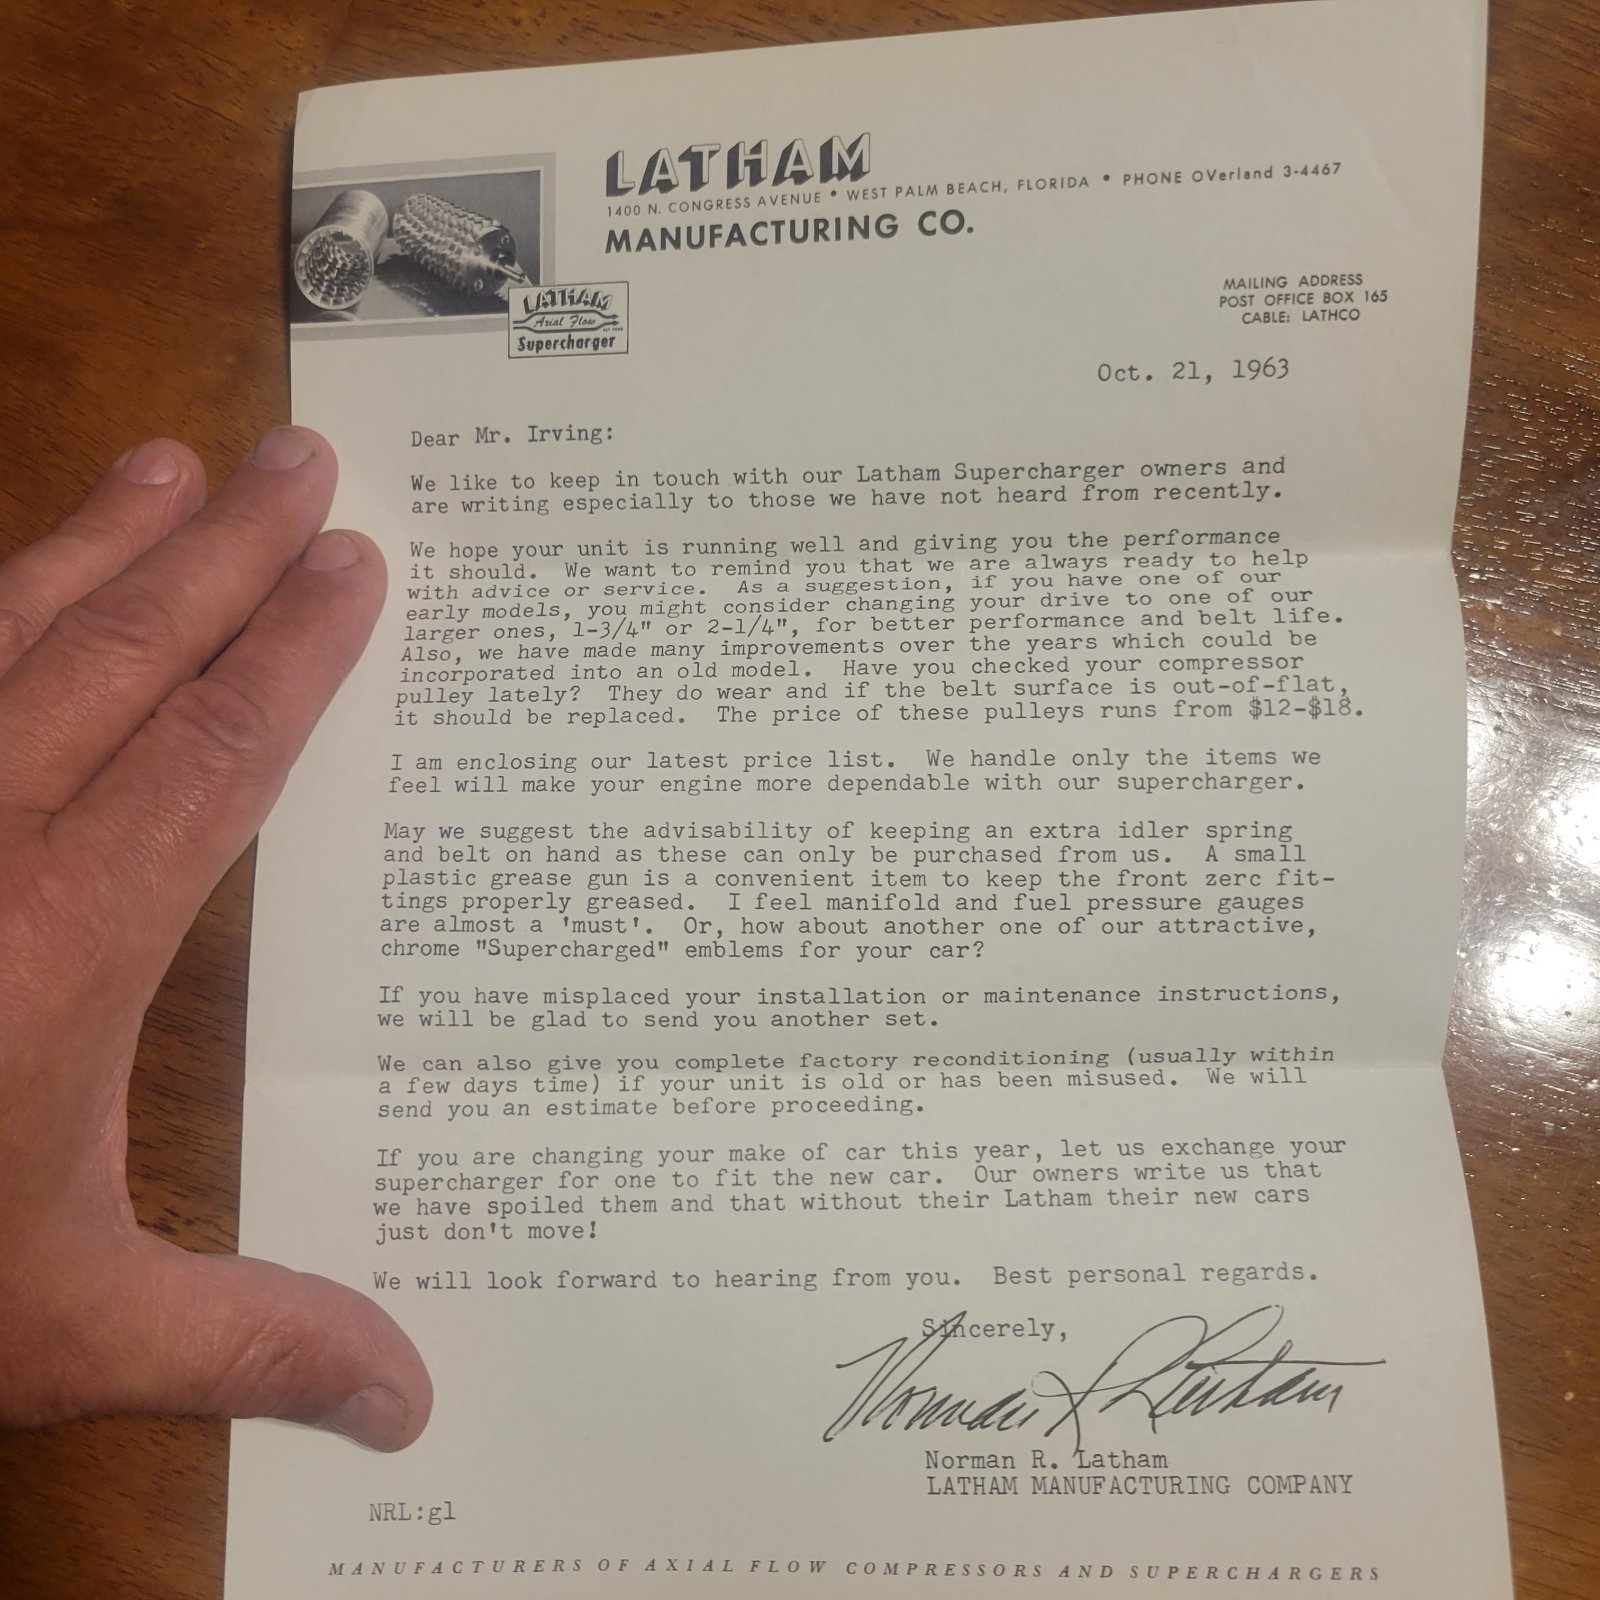 LATHAM
1400 N. CONGRESS AVENUE • WEST PALM BEACH, FLORIDA • PHONE OVerland 3-4467
MANUFACTURING CO.
LATHAM
Axial Flow
Supercharger
MAILING ADDRESS
POST OFFICE BOX 165
CABLE: LATHCO
Oct. 21, 1963
Dear Mr. Irving:
We like to keep in touch with our Latham Supercharger owners and
are writing especially to those we have not heard from recently.
We hope your unit is running well and giving you the performance
it should. We want to remind you that we are always ready to help
with advice or service. As a suggestion, if you have one of our
early models, you might consider changing your drive to one of our
larger ones, 1-3/4" or 2-1/4", for better performance and belt life.
Also, we have made many improvements over the years which could be
incorporated into an old model. Have you checked your compressor
pulley lately? They do wear and if the belt surface is out-of-flat,
it should be replaced. The price of these pulleys runs from $12-$18.
I am enclosing our latest price list. We handle only the items we
feel will make your engine more dependable with our supercharger.
May we suggest the advisability of keeping an extra idler spring
and belt on hand as these can only be purchased from us. A small
plastic grease gun is a convenient item to keep the front zerc fit-
tings properly greased. I feel manifold and fuel pressure gauges
are almost a 'must'. Or, how about another one of our attractive,
chrome "Supercharged" emblems for your car?
If you have misplaced your installation or maintenance instructions,
we will be glad to send you another set.
We can also give you complete factory reconditioning (usually within
a few days time) if your unit is old or has been misused. We will
send you an estimate before proceeding.
If you are changing your make of car this year, let us exchange your
supercharger for one to fit the new car. Our owners write us that
we have spoiled them and that without their Latham their new cars
just don't move!
We will look forward to hearing from you. Best personal regards.
Sincerely,
Norman R Latham
Norman R. Latham
LATHAM MANUFACTURING COMPANY
NRL:gl
MANUFACTURERS OF AXIAL FLOW COMPRESSORS AND SUPERCHARGERS